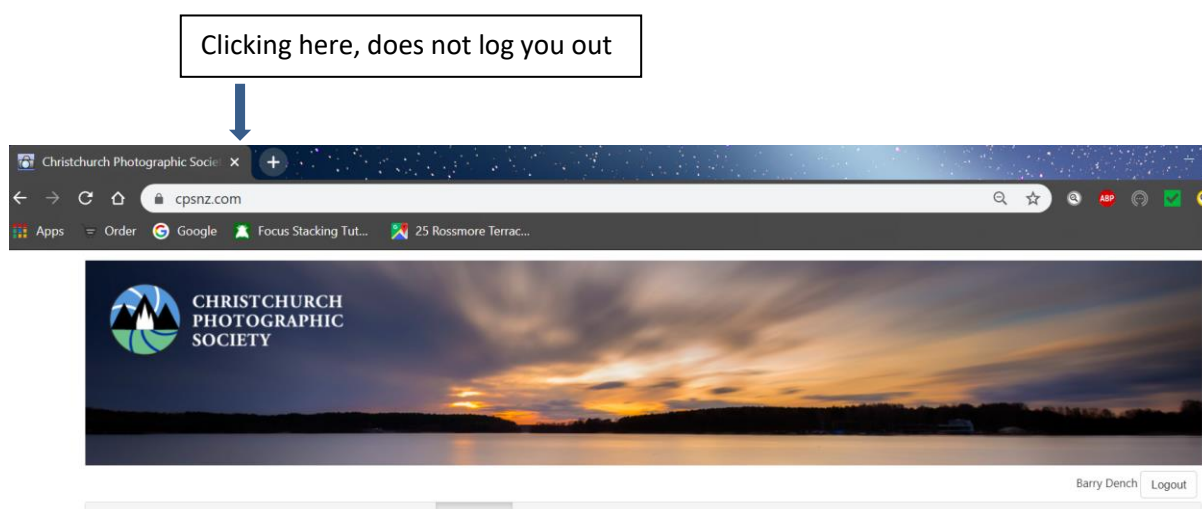 Clicking here, does not log you out
Christchurch Photographic Socie
cpsnz.com
ABP
Apps Order Google Focus Stacking Tut... 25 Rossmore Terrac...
CHRISTCHURCH
PHOTOGRAPHIC
SOCIETY
Barry Dench Logout